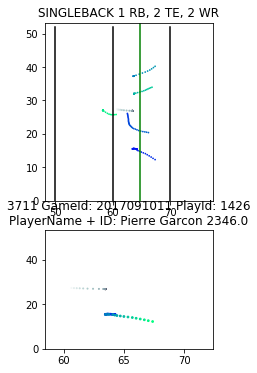 SINGLEBACK 1 RB, 2 TE, 2 WR
50
40
30
20
10
0
50 60 70
3711 GameId: 2017091011 PlayId: 1426
PlayerName + ID: Pierre Garcon 2346.0
40
20
0
60 65 70